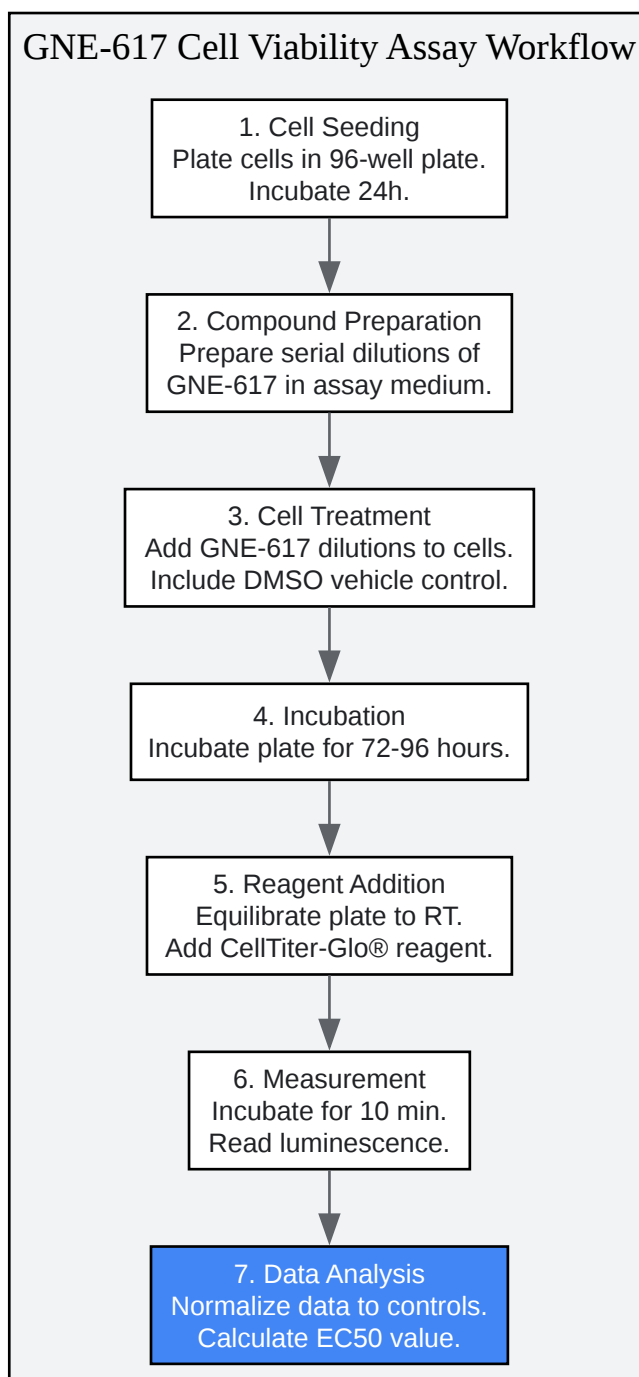 GNE-617 Cell Viability Assay Workflow
1. Cell Seeding
Plate cells in 96-well plate.
Incubate 24h.
2. Compound Preparation
Prepare serial dilutions of
GNE-617 in assay medium.
3. Cell Treatment
Add GNE-617 dilutions to cells.
Include DMSO vehicle control.
4. Incubation
Incubate plate for 72-96 hours.
5. Reagent Addition
Equilibrate plate to RT.
Add CellTiter-Glo® reagent.
6. Measurement
Incubate for 10 min.
Read luminescence.
7. Data Analysis
Normalize data to controls.
Calculate EC50 value.